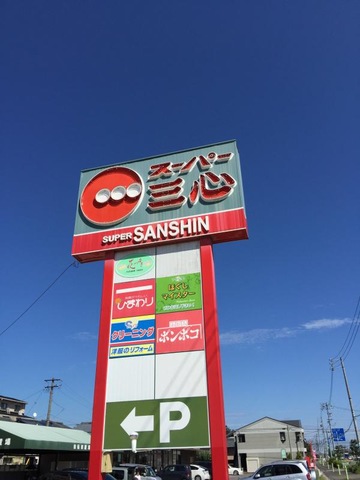 スーパー
三心
SUPER SANSHIN
ひまわり
ほぐしマイスター
クリーニング
洋服のリフォーム
ポンポコ
← P